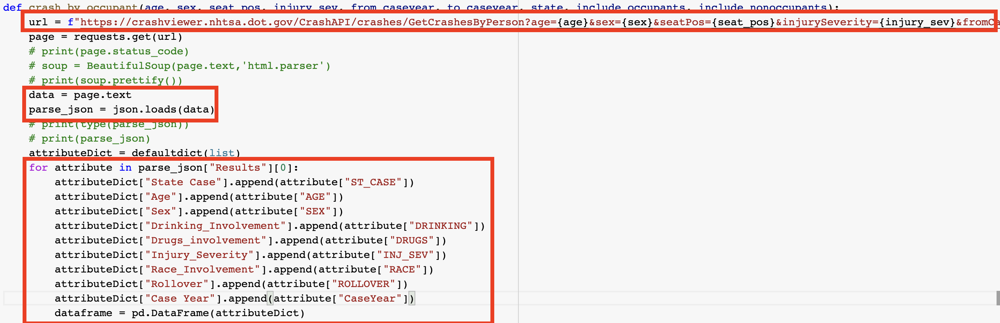 def crash_by_occupant(age, sex, seat_pos, injury_sev, from_caseyear, to_caseyear, state, include_occupants, include_nonoccupants):
    url = f"https://crashviewer.nhtsa.dot.gov/CrashAPI/crashes/GetCrashesByPerson?age={age}&sex={sex}&seatPos={seat_pos}&injurySeverity={injury_sev}&fromCa
    page = requests.get(url)
    # print(page.status_code)
    # soup = BeautifulSoup(page.text,'html.parser')
    # print(soup.prettify())
    data = page.text
    parse_json = json.loads(data)
    # print(type(parse_json))
    # print(parse_json)
    attributeDict = defaultdict(list)
    for attribute in parse_json["Results"][0]:
        attributeDict["State Case"].append(attribute["ST_CASE"])
        attributeDict["Age"].append(attribute["AGE"])
        attributeDict["Sex"].append(attribute["SEX"])
        attributeDict["Drinking_Involvement"].append(attribute["DRINKING"])
        attributeDict["Drugs_involvement"].append(attribute["DRUGS"])
        attributeDict["Injury_Severity"].append(attribute["INJ_SEV"])
        attributeDict["Race_Involvement"].append(attribute["RACE"])
        attributeDict["Rollover"].append(attribute["ROLLOVER"])
        attributeDict["Case Year"].append(attribute["CaseYear"])
        dataframe = pd.DataFrame(attributeDict)